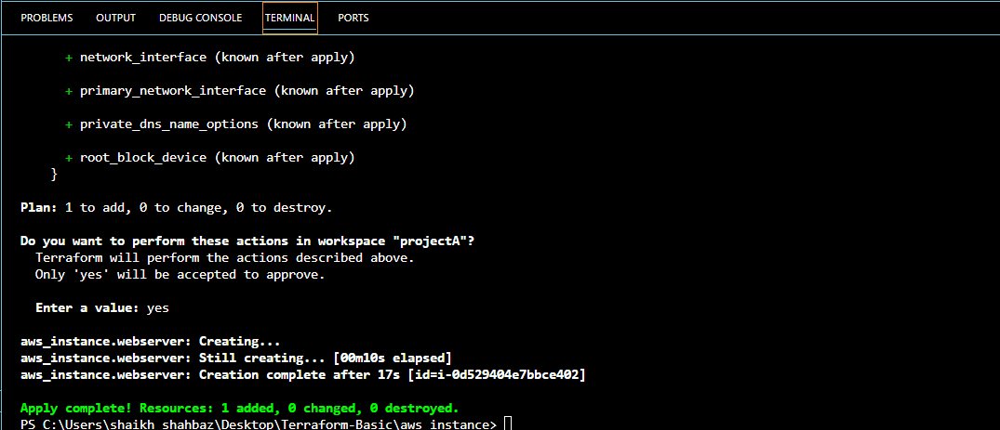 PROBLEMS OUTPUT DEBUG CONSOLE TERMINAL PORTS
+ network_interface (known after apply)
+ primary_network_interface (known after apply)
+ private_dns_name_options (known after apply)
+ root_block_device (known after apply)
}
Plan: 1 to add, 0 to change, 0 to destroy.
Do you want to perform these actions in workspace "projectA"?
Terraform will perform the actions described above.
Only 'yes' will be accepted to approve.
Enter a value: yes
aws_instance.webserver: Creating...
aws_instance.webserver: Still creating... [00m10s elapsed]
aws_instance.webserver: Creation complete after 17s [id=i-0d529404e7bbce402]
Apply complete! Resources: 1 added, 0 changed, 0 destroyed.
PS C:\Users\shaikh shahbaz\Desktop\Terraform-Basic\aws_instance>